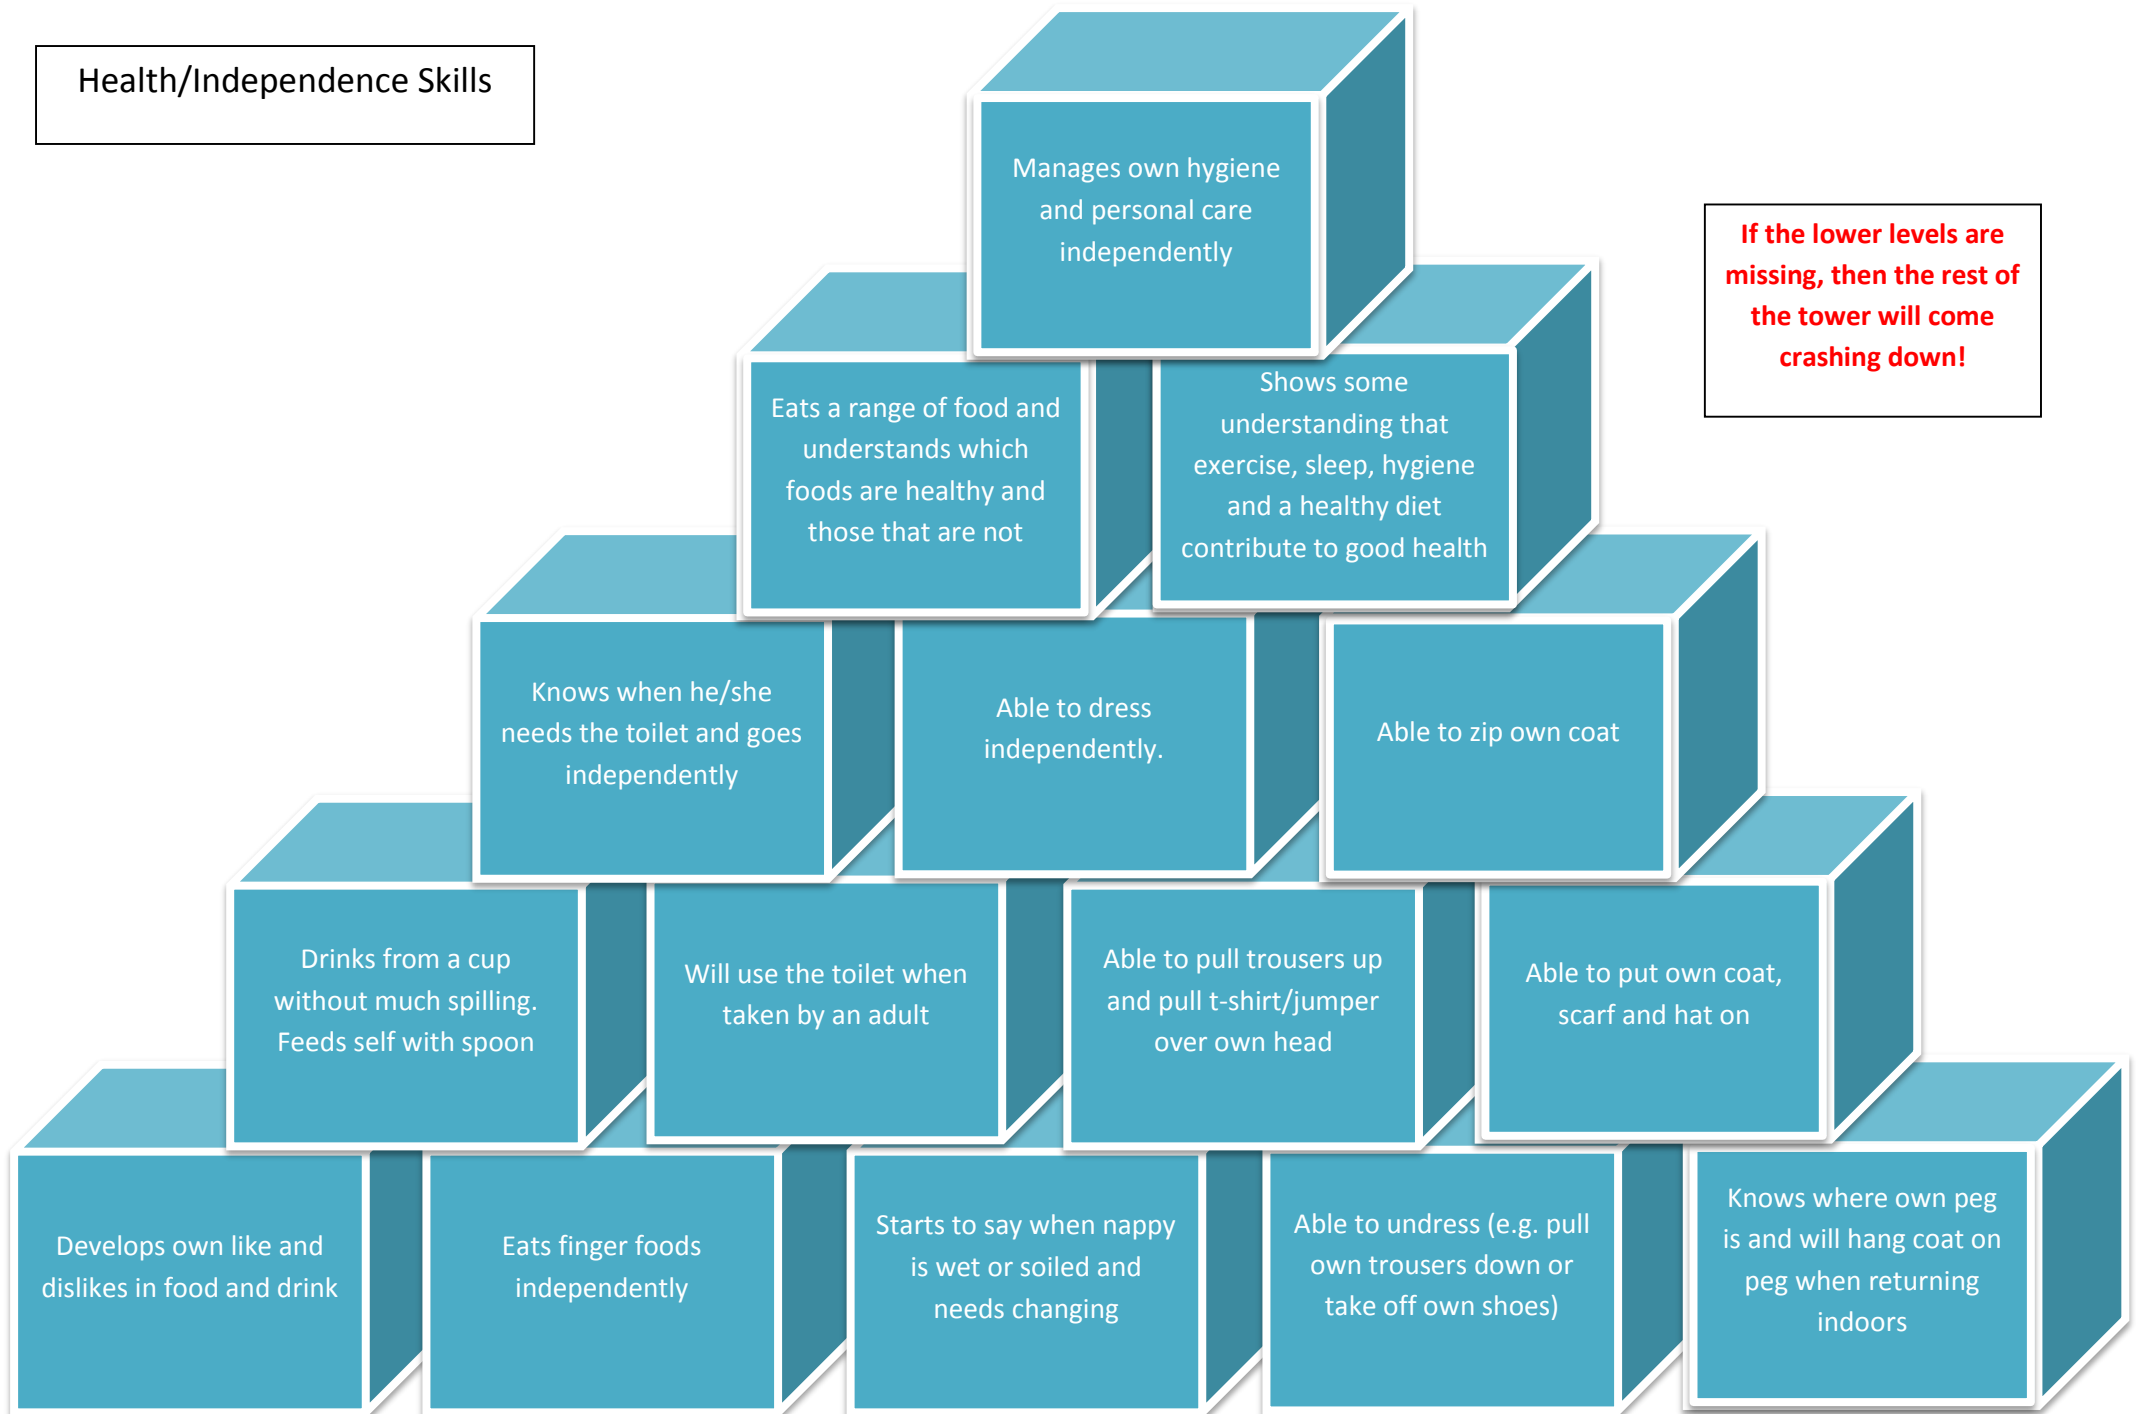 Health/Independence Skills
Manages own hygiene
and personal care
independently
If the lower levels are
missing, then the rest of
the tower will come
crashing down!
Eats a range of food and
understands which
foods are healthy and
those that are not
Shows some
understanding that
exercise, sleep, hygiene
and a healthy diet
contribute to good health
Knows when he/she
needs the toilet and goes
independently
Able to dress
independently.
Able to zip own coat
Drinks from a cup
without much spilling.
Feeds self with spoon
Will use the toilet when
taken by an adult
Able to pull trousers up
and pull t-shirt/jumper
over own head
Able to put own coat,
scarf and hat on
Develops own like and
dislikes in food and drink
Eats finger foods
independently
Starts to say when nappy
is wet or soiled and
needs changing
Able to undress (e.g. pull
own trousers down or
take off own shoes)
Knows where own peg
is and will hang coat on
peg when returning
indoors